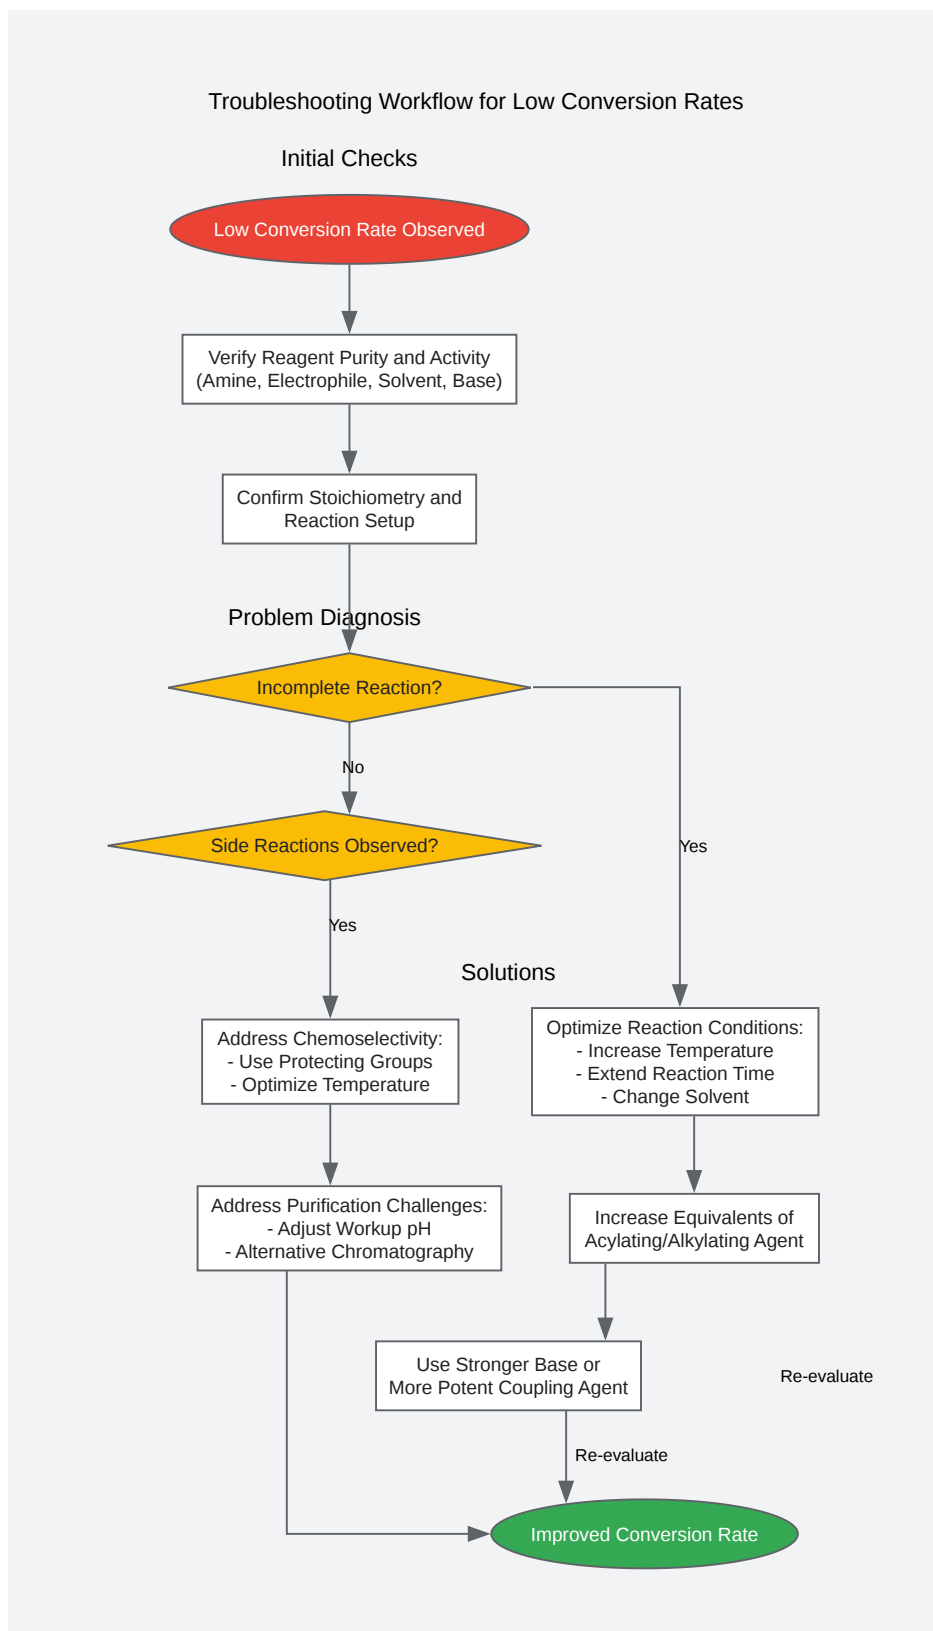 Troubleshooting Workflow for Low Conversion Rates
Initial Checks
Low Conversion Rate Observed
Verify Reagent Purity and Activity
(Amine, Electrophile, Solvent, Base)
Confirm Stoichiometry and
Reaction Setup
Problem Diagnosis
Incomplete Reaction?
No
Side Reactions Observed?
Yes
Yes
Solutions
Address Chemoselectivity:
- Use Protecting Groups
- Optimize Temperature
Optimize Reaction Conditions:
- Increase Temperature
- Extend Reaction Time
- Change Solvent
Address Purification Challenges:
- Adjust Workup pH
- Alternative Chromatography
Increase Equivalents of
Acylating/Alkylating Agent
Use Stronger Base or
More Potent Coupling Agent
Re-evaluate
Re-evaluate
Improved Conversion Rate